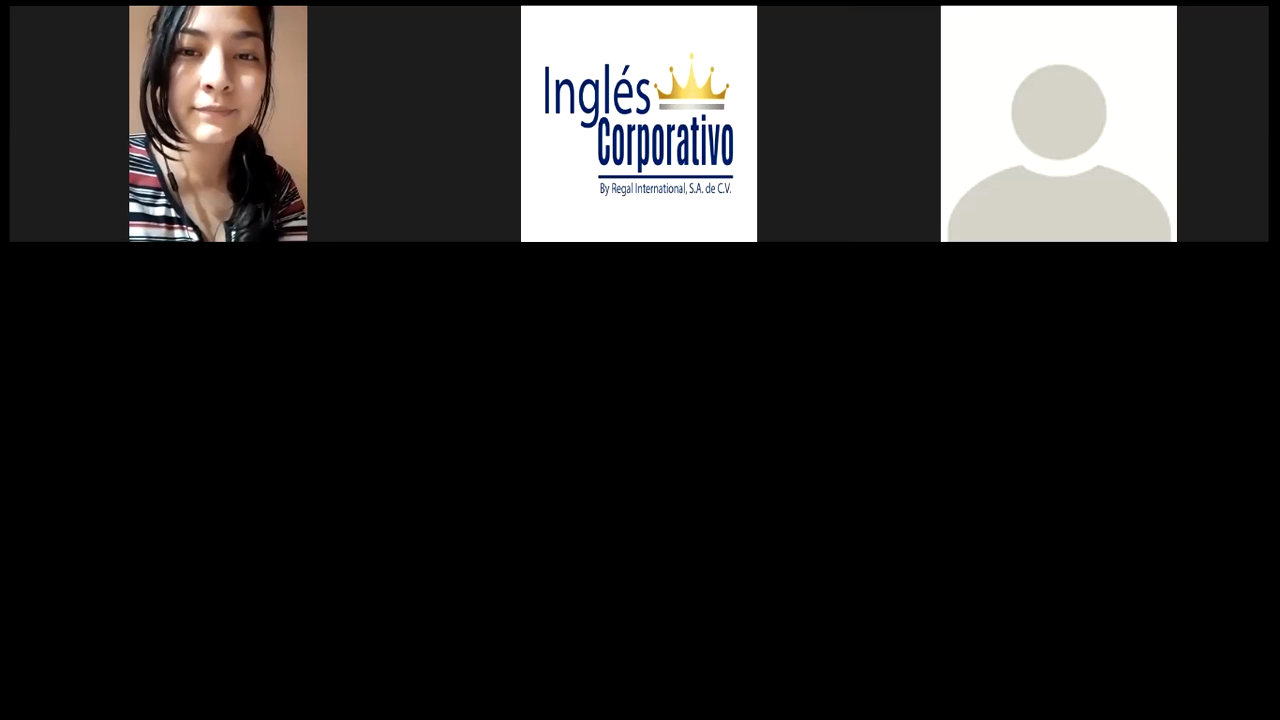 Inglés
Corporativo
By Regal International, S.A. de C.V.